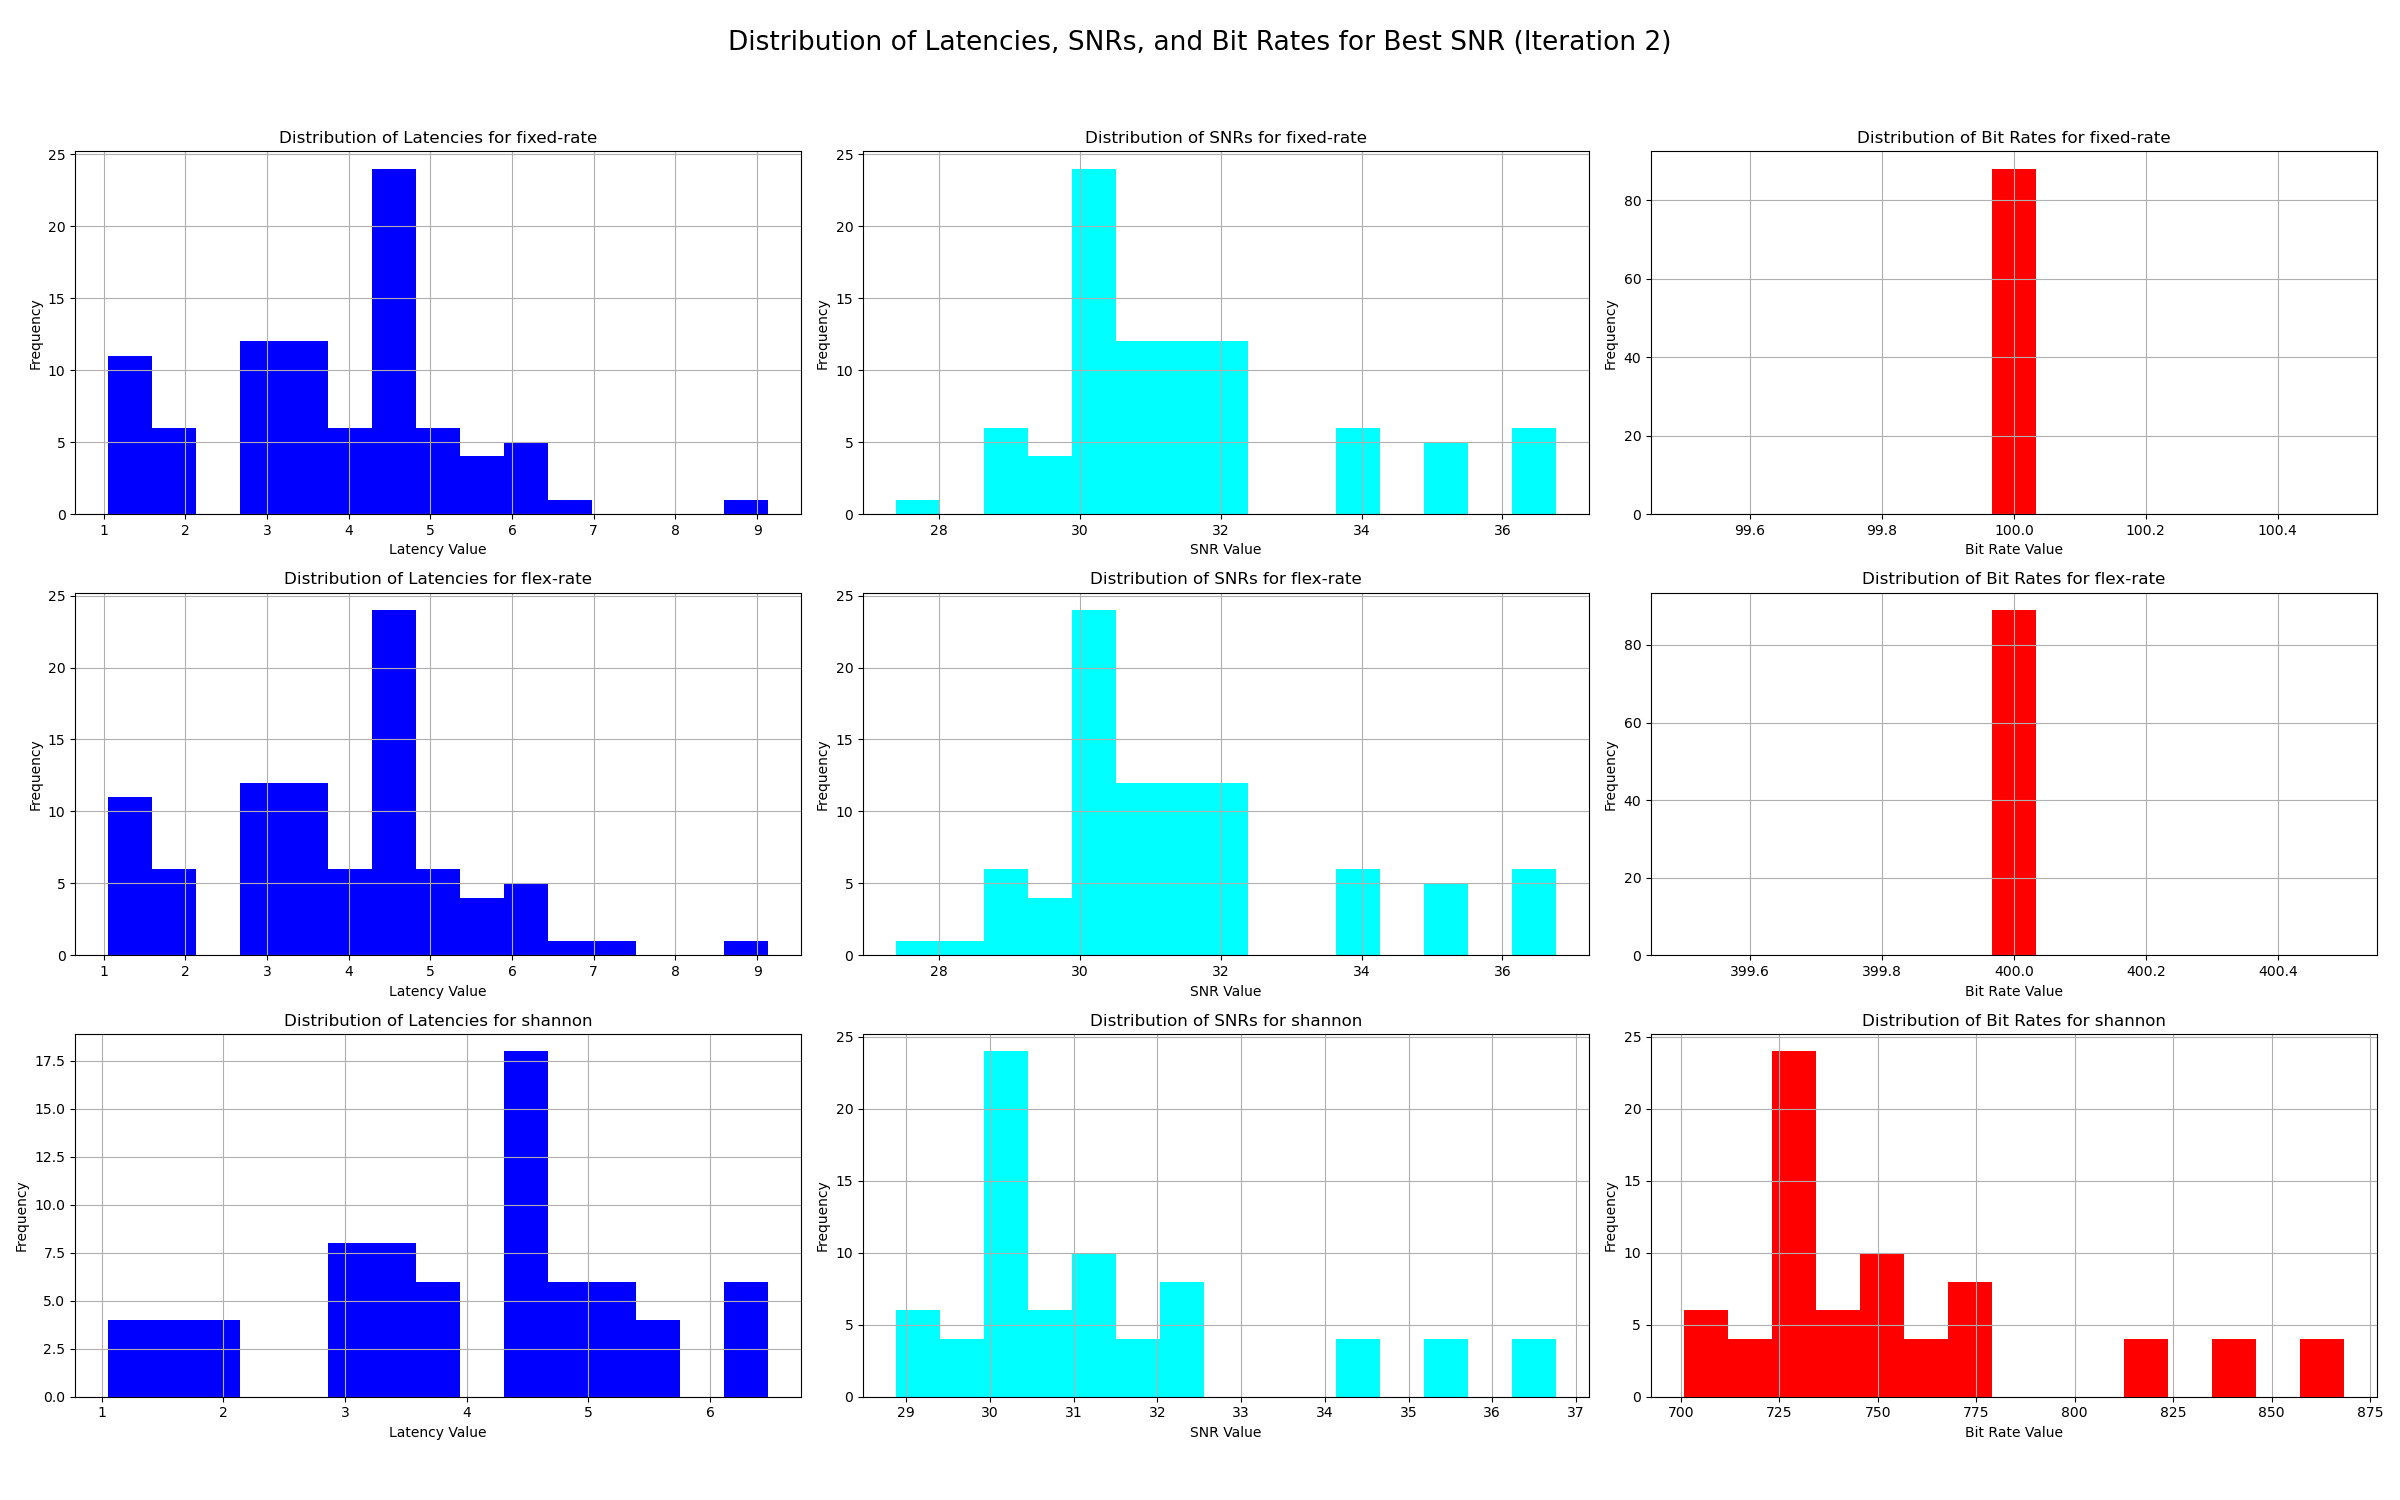 Distribution of Latencies, SNRs, and Bit Rates for Best SNR (Iteration 2)
Distribution of Latencies for fixed-rate
Frequency
25
20
15
10
5
0
1 2 3 4 5 6 7 8 9
Latency Value
Distribution of SNRs for fixed-rate
Frequency
25
20
15
10
5
0
28 30 32 34 36
SNR Value
Distribution of Bit Rates for fixed-rate
Frequency
80
60
40
20
0
99.6 99.8 100.0 100.2 100.4
Bit Rate Value
Distribution of Latencies for flex-rate
Frequency
25
20
15
10
5
0
1 2 3 4 5 6 7 8 9
Latency Value
Distribution of SNRs for flex-rate
Frequency
25
20
15
10
5
0
28 30 32 34 36
SNR Value
Distribution of Bit Rates for flex-rate
Frequency
80
60
40
20
0
399.6 399.8 400.0 400.2 400.4
Bit Rate Value
Distribution of Latencies for shannon
Frequency
17.5
15.0
12.5
10.0
7.5
5.0
2.5
0.0
1 2 3 4 5 6
Latency Value
Distribution of SNRs for shannon
Frequency
25
20
15
10
5
0
29 30 31 32 33 34 35 36 37
SNR Value
Distribution of Bit Rates for shannon
Frequency
25
20
15
10
5
0
700 725 750 775 800 825 850 875
Bit Rate Value